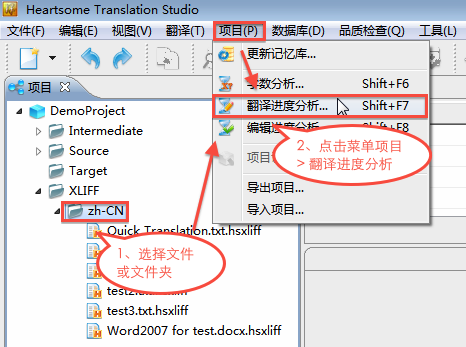 Heartsome Translation Studio
文件(F) 编辑(E) 视图(V) 翻译(T) 项目(P) 数据库(D) 品质检查(Q) 工具(L)
更新记忆库...
项目
字数分析... Shift+F6
DemoProject
翻译进度分析... Shift+F7
Intermediate
编辑进度分析 Shift+F8
Source
2、点击菜单项目
> 翻译进度分析
Target
XLIFF
导出项目...
zh-CN
导入项目...
Quick Translation.txt.hsxliff
1、选择文件
或文件夹
test3.txt.hsxliff
Word2007 for test.docx.hsxliff